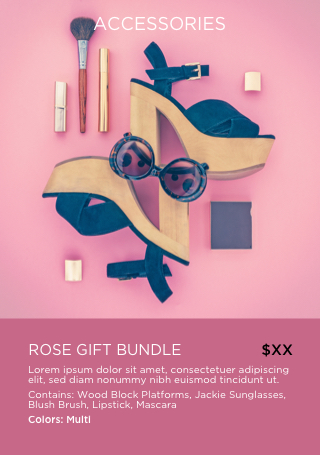 ACCESSORIES
ROSE GIFT BUNDLE
$XX
Lorem ipsum dolor sit amet, consectetuer adipiscing
elit, sed diam nonummy nibh euismod tincidunt ut.
Contains: Wood Block Platforms, Jackie Sunglasses,
Blush Brush, Lipstick, Mascara
Colors: Multi